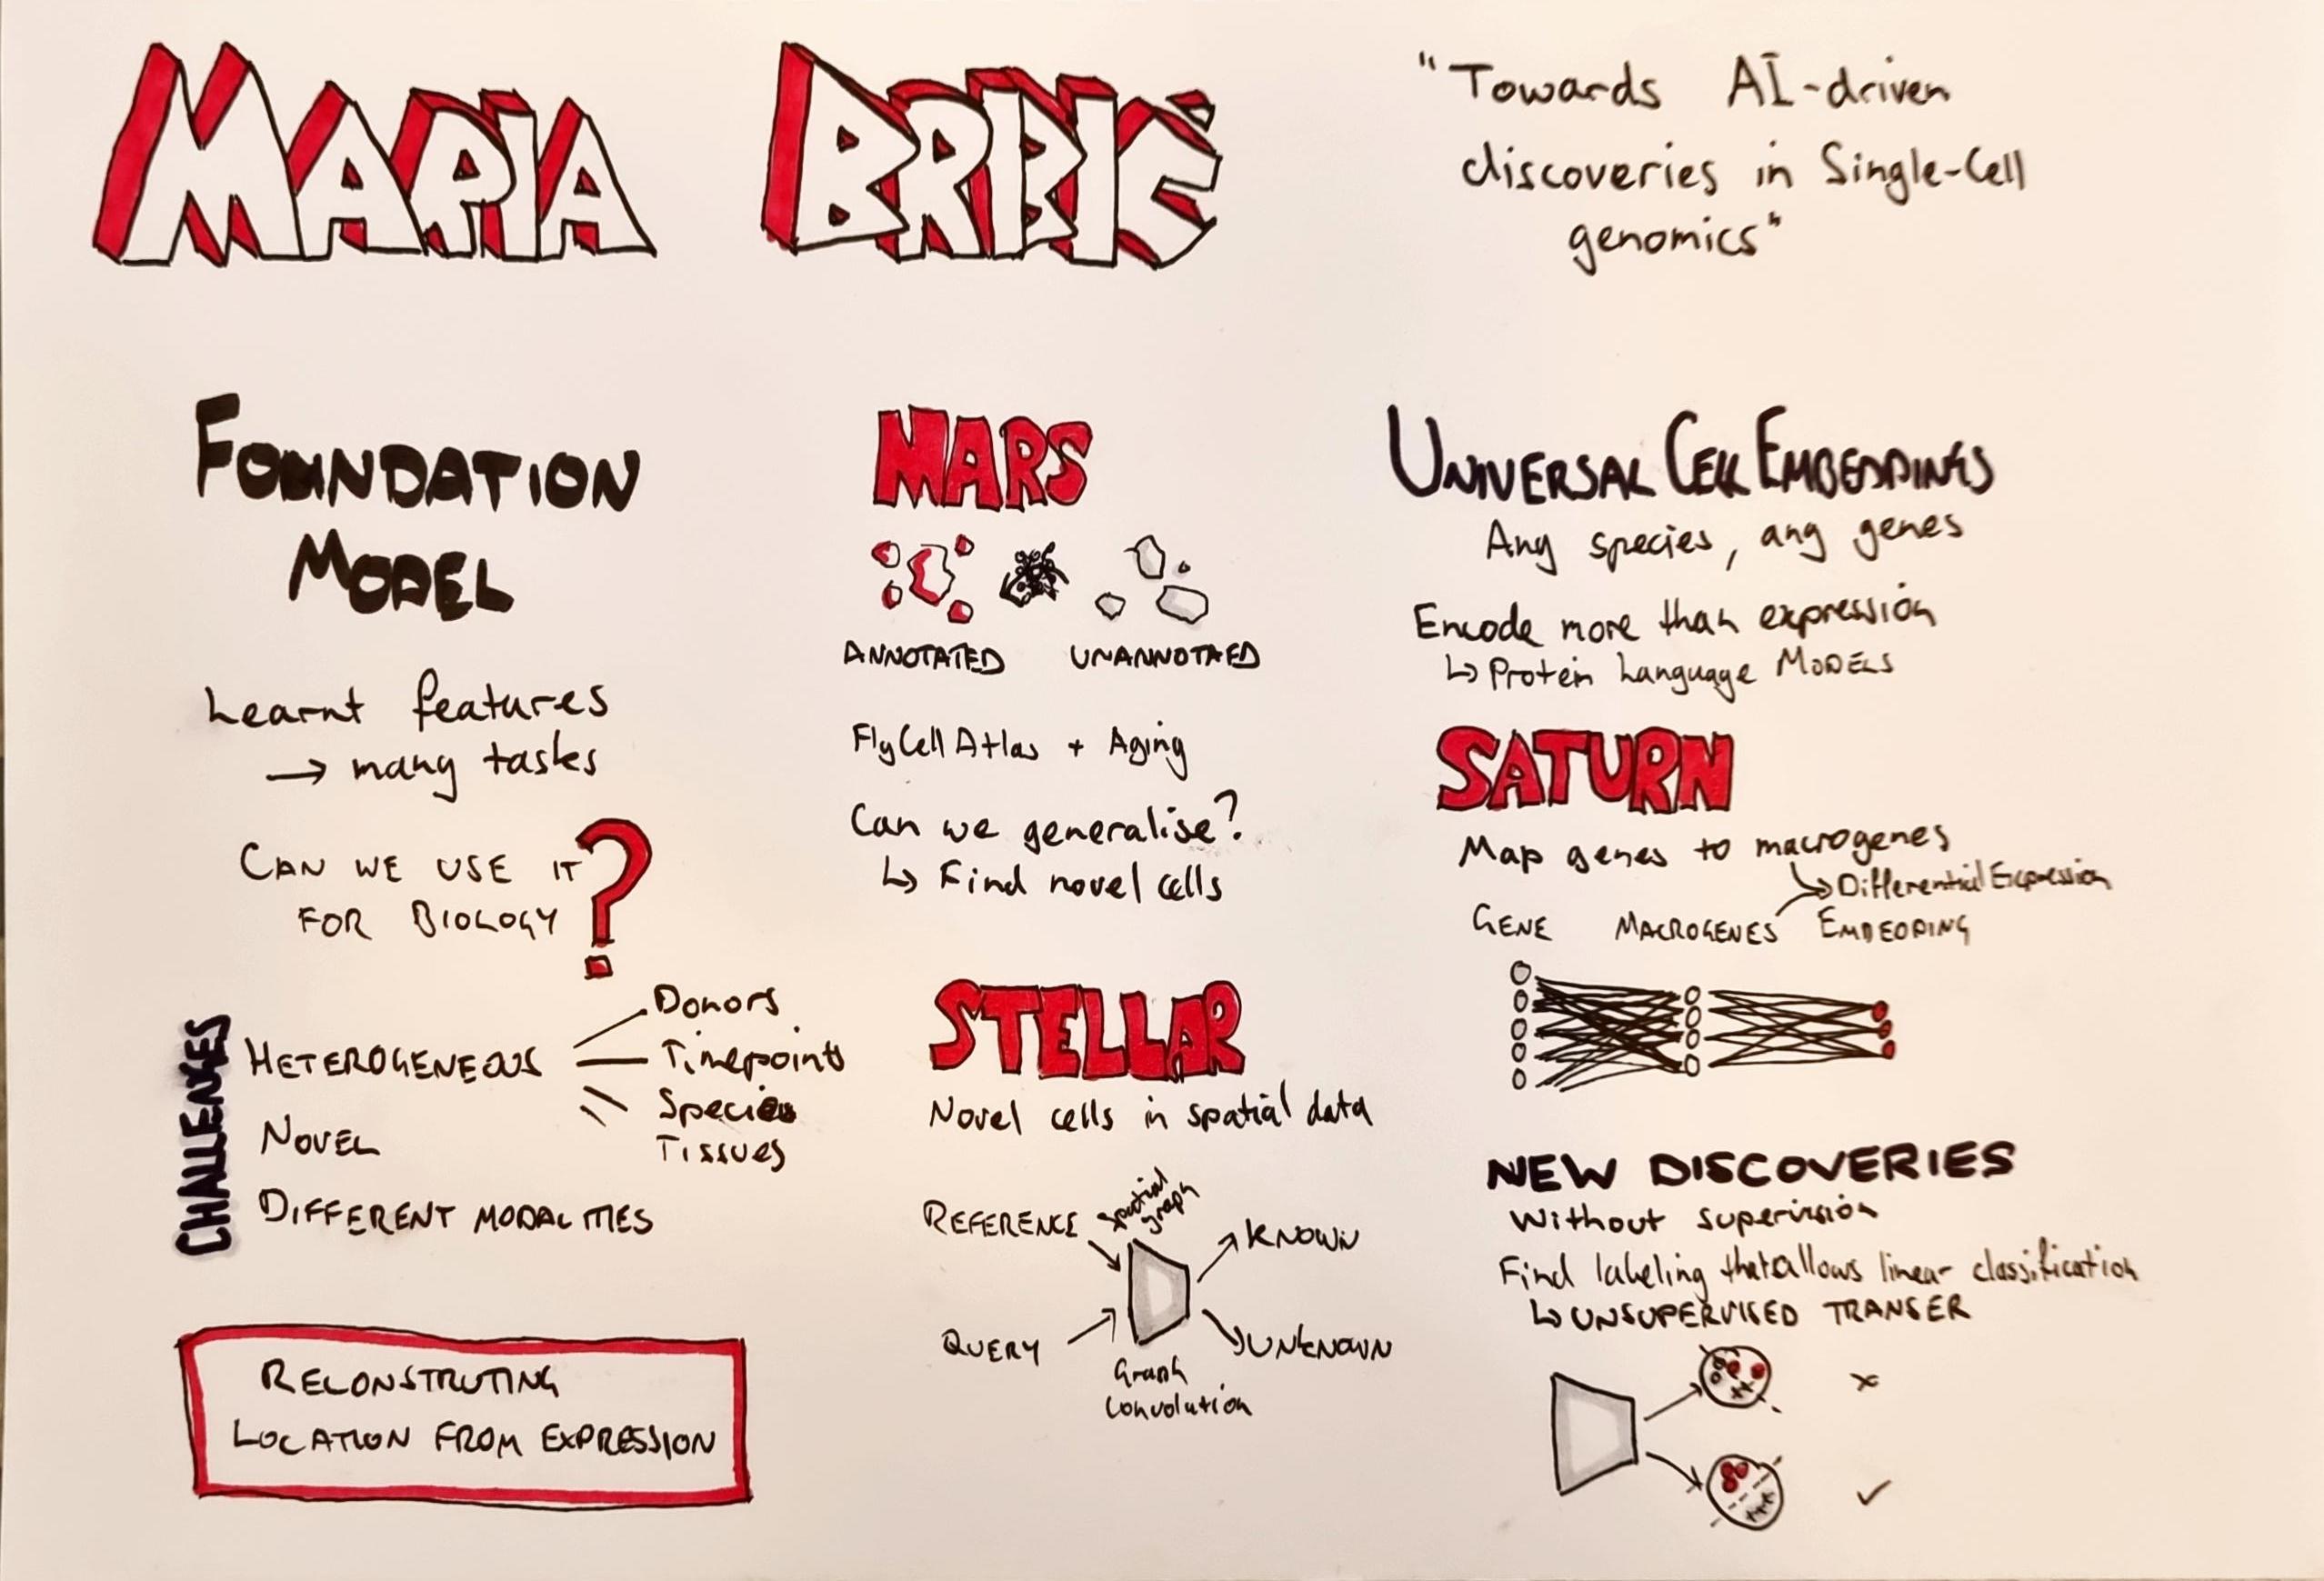 MARIA BRBIĆ
"Towards AI-driven
discoveries in Single-Cell
genomics"
FOUNDATION
MODEL
Learnt features
→ many tasks
CAN WE USE IT
FOR BIOLOGY ?
CHALLENGES
HETEROGENEOUS
Donors
Timepoints
Species
Tissues
NOVEL
DIFFERENT MODALITIES
RECONSTRUTING
LOCATION FROM EXPRESSION
MARS
ANNOTATED UNANNOTAED
FlyCellAtlas + Aging
Can we generalise?
↳ Find novel cells
STELLAR
Novel cells in spatial data
REFERENCE
Spatial
graph
KNOWN
QUERY
UNKNOWN
Graph
Convolution
UNIVERSAL CELL EMBEDDINGS
Any species, any genes
Encode more than expression
↳ Protein Language MODELS
SATURN
Map genes to macrogenes
Differential Expression
GENE MACROGENES EMBEDDING
NEW DISCOVERIES
Without supervision
Find labeling that allows linear classification
↳ UNSUPERVISED TRANSER